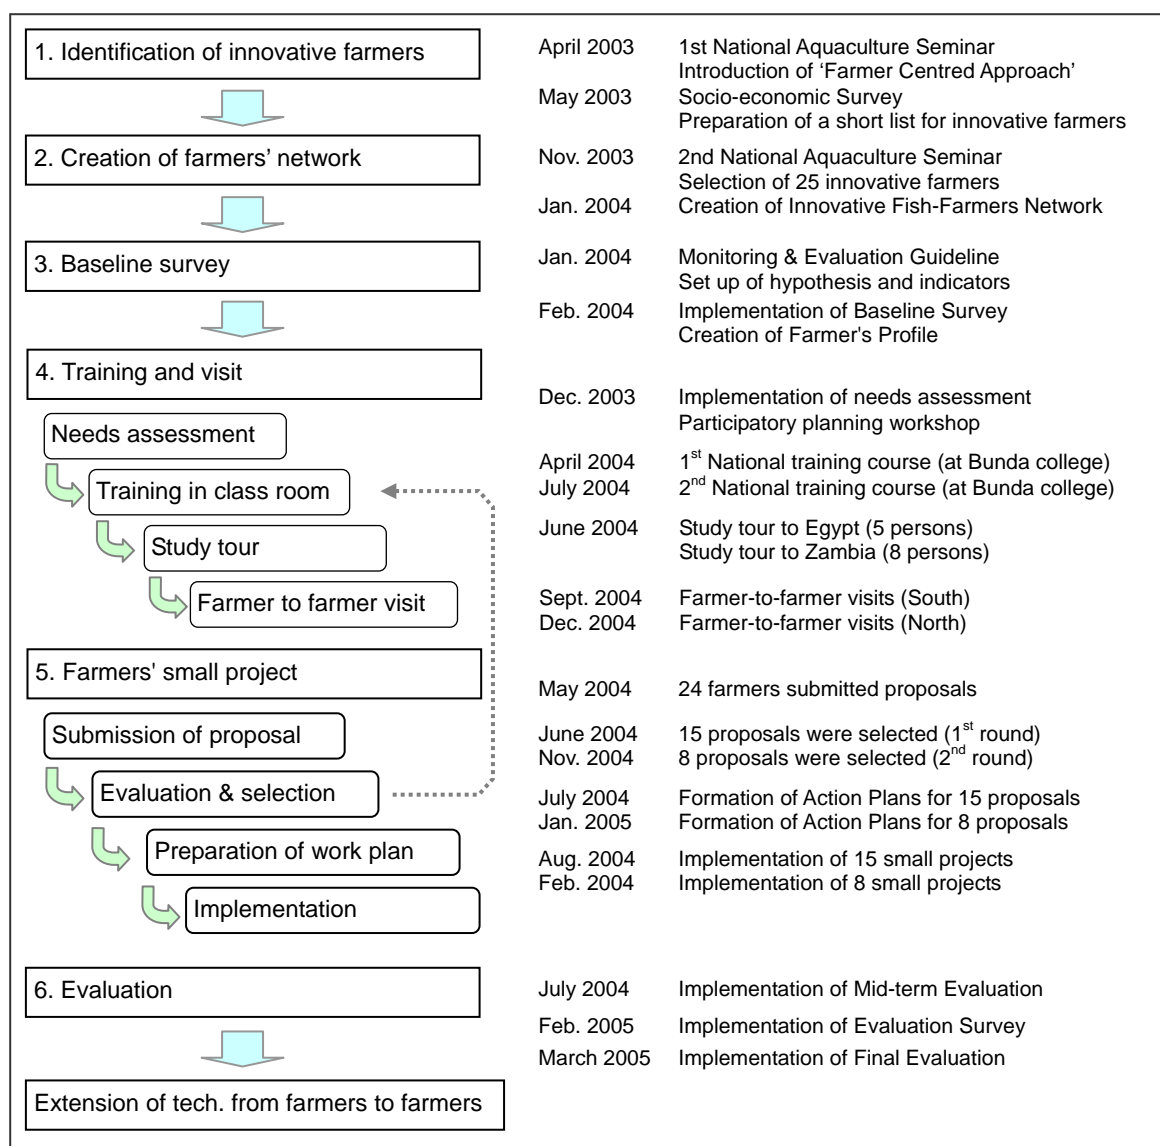 1. Identification of innovative farmers
April 2003 1st National Aquaculture Seminar
Introduction of ‘Farmer Centred Approach’
May 2003 Socio-economic Survey
Preparation of a short list for innovative farmers
2. Creation of farmers’ network
Nov. 2003 2nd National Aquaculture Seminar
Selection of 25 innovative farmers
Jan. 2004 Creation of Innovative Fish-Farmers Network
3. Baseline survey
Jan. 2004 Monitoring & Evaluation Guideline
Set up of hypothesis and indicators
Feb. 2004 Implementation of Baseline Survey
Creation of Farmer's Profile
4. Training and visit
Dec. 2003 Implementation of needs assessment
Participatory planning workshop
Needs assessment
April 2004 1st National training course (at Bunda college)
July 2004 2nd National training course (at Bunda college)
Training in class room
June 2004 Study tour to Egypt (5 persons)
Study tour to Zambia (8 persons)
Study tour
Farmer to farmer visit
Sept. 2004 Farmer-to-farmer visits (South)
Dec. 2004 Farmer-to-farmer visits (North)
5. Farmers' small project
May 2004 24 farmers submitted proposals
Submission of proposal
June 2004 15 proposals were selected (1st round)
Nov. 2004 8 proposals were selected (2nd round)
Evaluation & selection
July 2004 Formation of Action Plans for 15 proposals
Jan. 2005 Formation of Action Plans for 8 proposals
Preparation of work plan
Aug. 2004 Implementation of 15 small projects
Feb. 2004 Implementation of 8 small projects
Implementation
6. Evaluation
July 2004 Implementation of Mid-term Evaluation
Feb. 2005 Implementation of Evaluation Survey
March 2005 Implementation of Final Evaluation
Extension of tech. from farmers to farmers